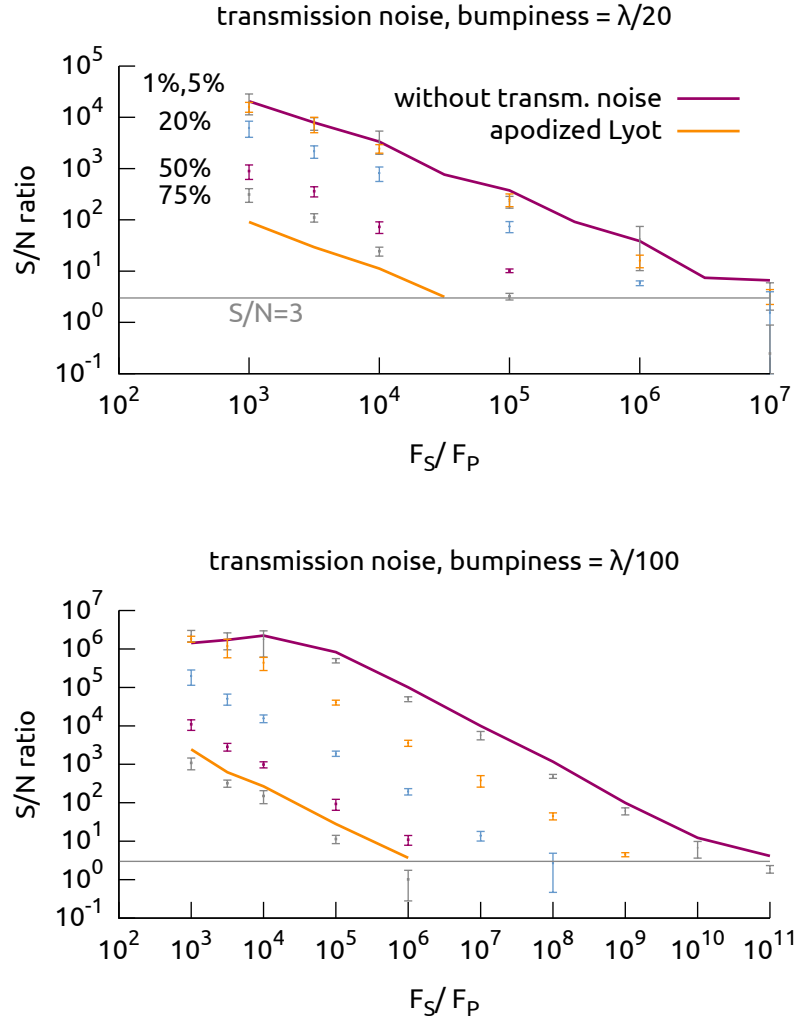 transmission noise, bumpiness = λ/20
10^5
10^4
10^3
10^2
10^1
10^0
10^-1
S/N ratio
1%,5%
20%
50%
75%
without transm. noise
apodized Lyot
S/N=3
10^2 10^3 10^4 10^5 10^6 10^7
F_S/ F_P
transmission noise, bumpiness = λ/100
10^7
10^6
10^5
10^4
10^3
10^2
10^1
10^0
10^-1
S/N ratio
10^2 10^3 10^4 10^5 10^6 10^7 10^8 10^9 10^10 10^11
F_S/ F_P